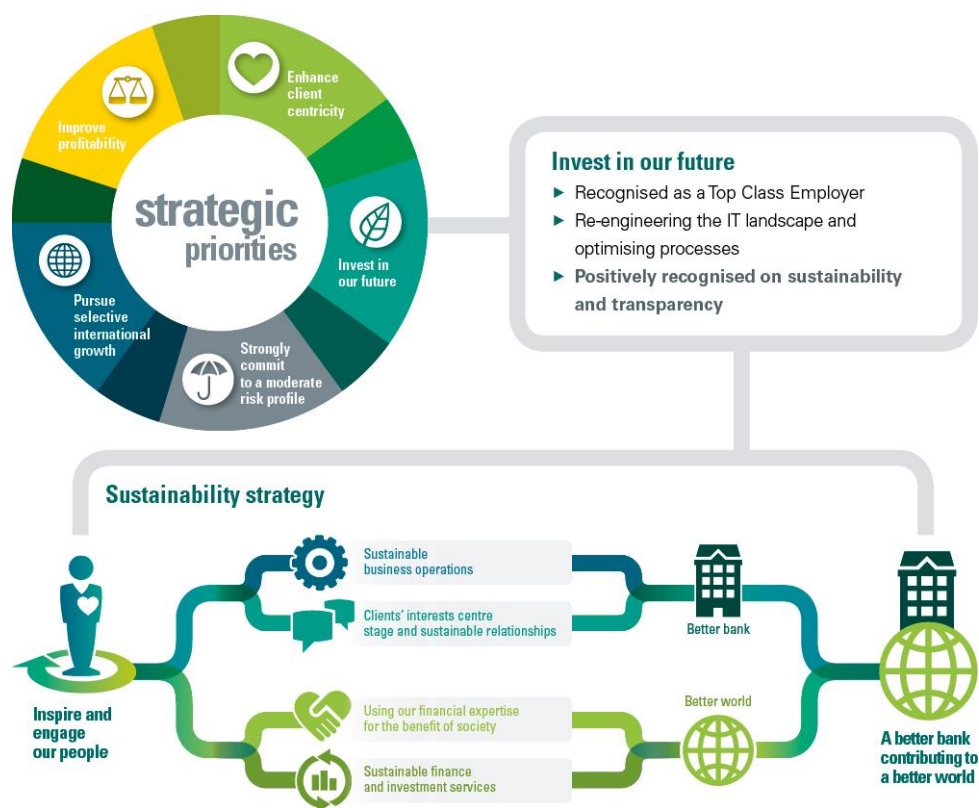 Enhance
client
centricity
Improve
profitability
strategic
priorities
Invest in
our future
Pursue
selective
international
growth
Strongly
commit
to a moderate
risk profile
Invest in our future
Recognised as a Top Class Employer
Re-engineering the IT landscape and
optimising processes
Positively recognised on sustainability
and transparency
Sustainability strategy
Sustainable
business operations
Clients' interests centre
stage and sustainable relationships
Better bank
Using our financial expertise
for the benefit of society
Better world
Sustainable finance
and investment services
Inspire and
engage
our people
A better bank
contributing to
a better world